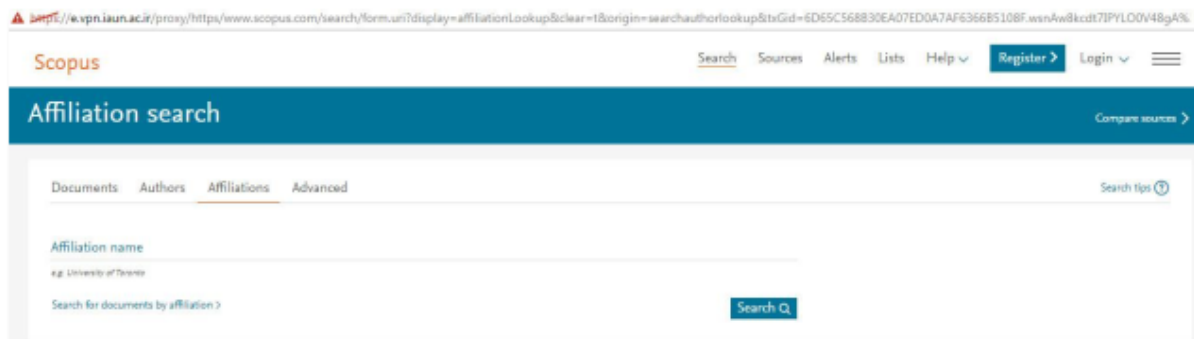 https://e.vpn.iaun.ac.ir/proxy/https/www.scopus.com/search/form.uri?display=affiliationLookup&clear=t&origin=searchauthorlookup&txGid=
Scopus Search Sources Alerts Lists Help Register Login
Affiliation search Compare sources
Documents Authors Affiliations Advanced Search tips
Affiliation name
e.g. University of Toronto
Search for documents by affiliation Search